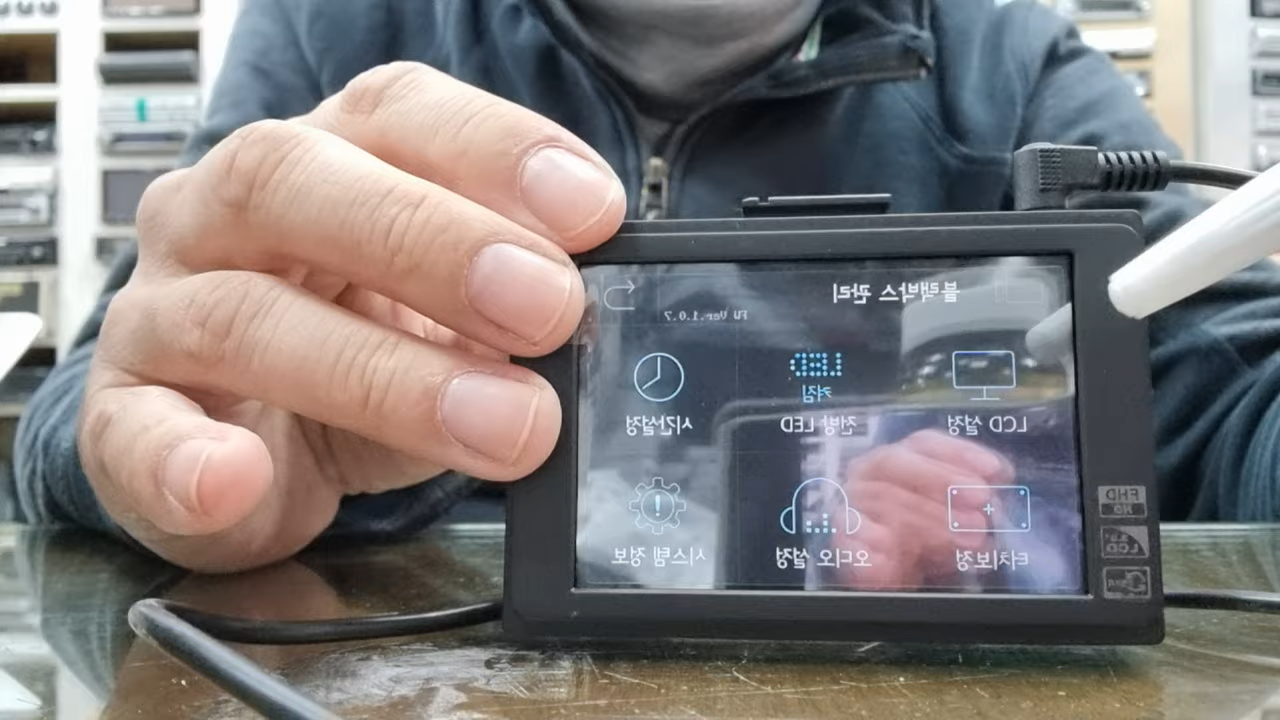 블랙박스 관리
FW Ver.1.0.7
LCD 설정
LED
켜짐
전방 LED
시간설정
터치보정
오디오 설정
시스템 정보
FHD
HD
3.5"
LCD